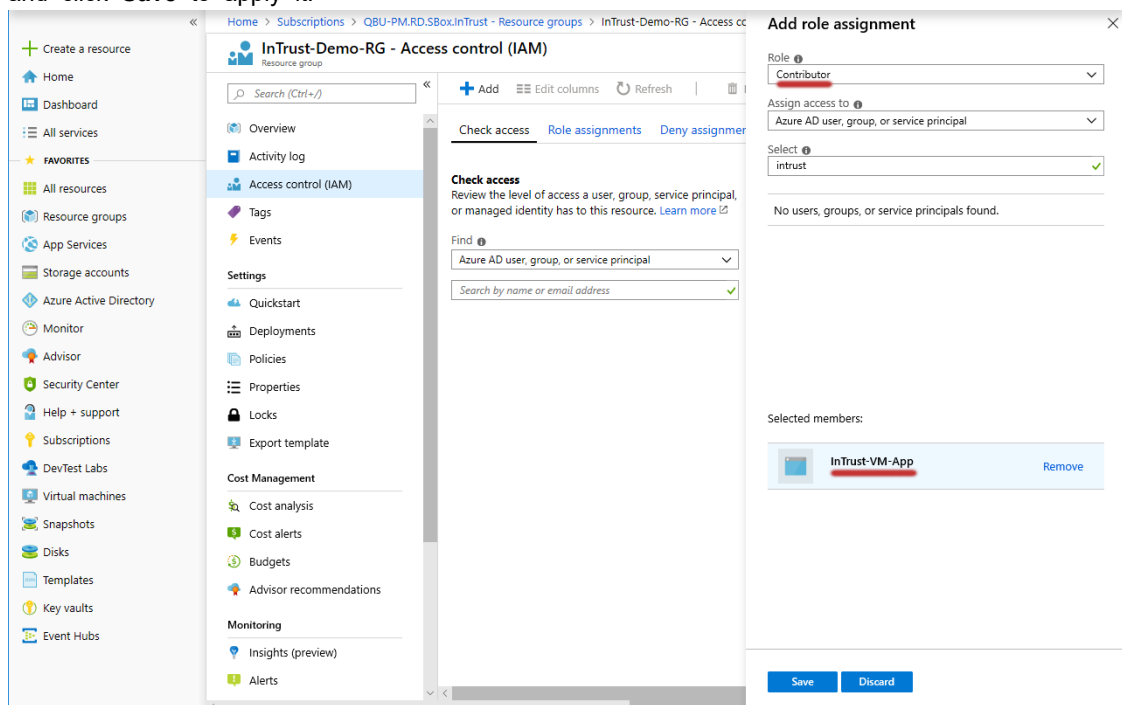 and click Save to apply it.
Home > Subscriptions > QBU-PM.RD.SBox.InTrust - Resource groups > InTrust-Demo-RG - Access co
InTrust-Demo-RG - Access control (IAM)
Resource group
«
Create a resource
Home
Dashboard
All services
FAVORITES
All resources
Resource groups
App Services
Storage accounts
Azure Active Directory
Monitor
Advisor
Security Center
Help + support
Subscriptions
DevTest Labs
Virtual machines
Snapshots
Disks
Templates
Key vaults
Event Hubs
Search (Ctrl+/)
«
Overview
Activity log
Access control (IAM)
Tags
Events
Settings
Quickstart
Deployments
Policies
Properties
Locks
Export template
Cost Management
Cost analysis
Cost alerts
Budgets
Advisor recommendations
Monitoring
Insights (preview)
Alerts
Add Edit columns Refresh
Check access Role assignments Deny assignmen
Check access
Review the level of access a user, group, service principal,
or managed identity has to this resource. Learn more
Find
Azure AD user, group, or service principal
Search by name or email address
Add role assignment
Role
Contributor
Assign access to
Azure AD user, group, or service principal
Select
intrust
No users, groups, or service principals found.
Selected members:
InTrust-VM-App
Remove
Save Discard